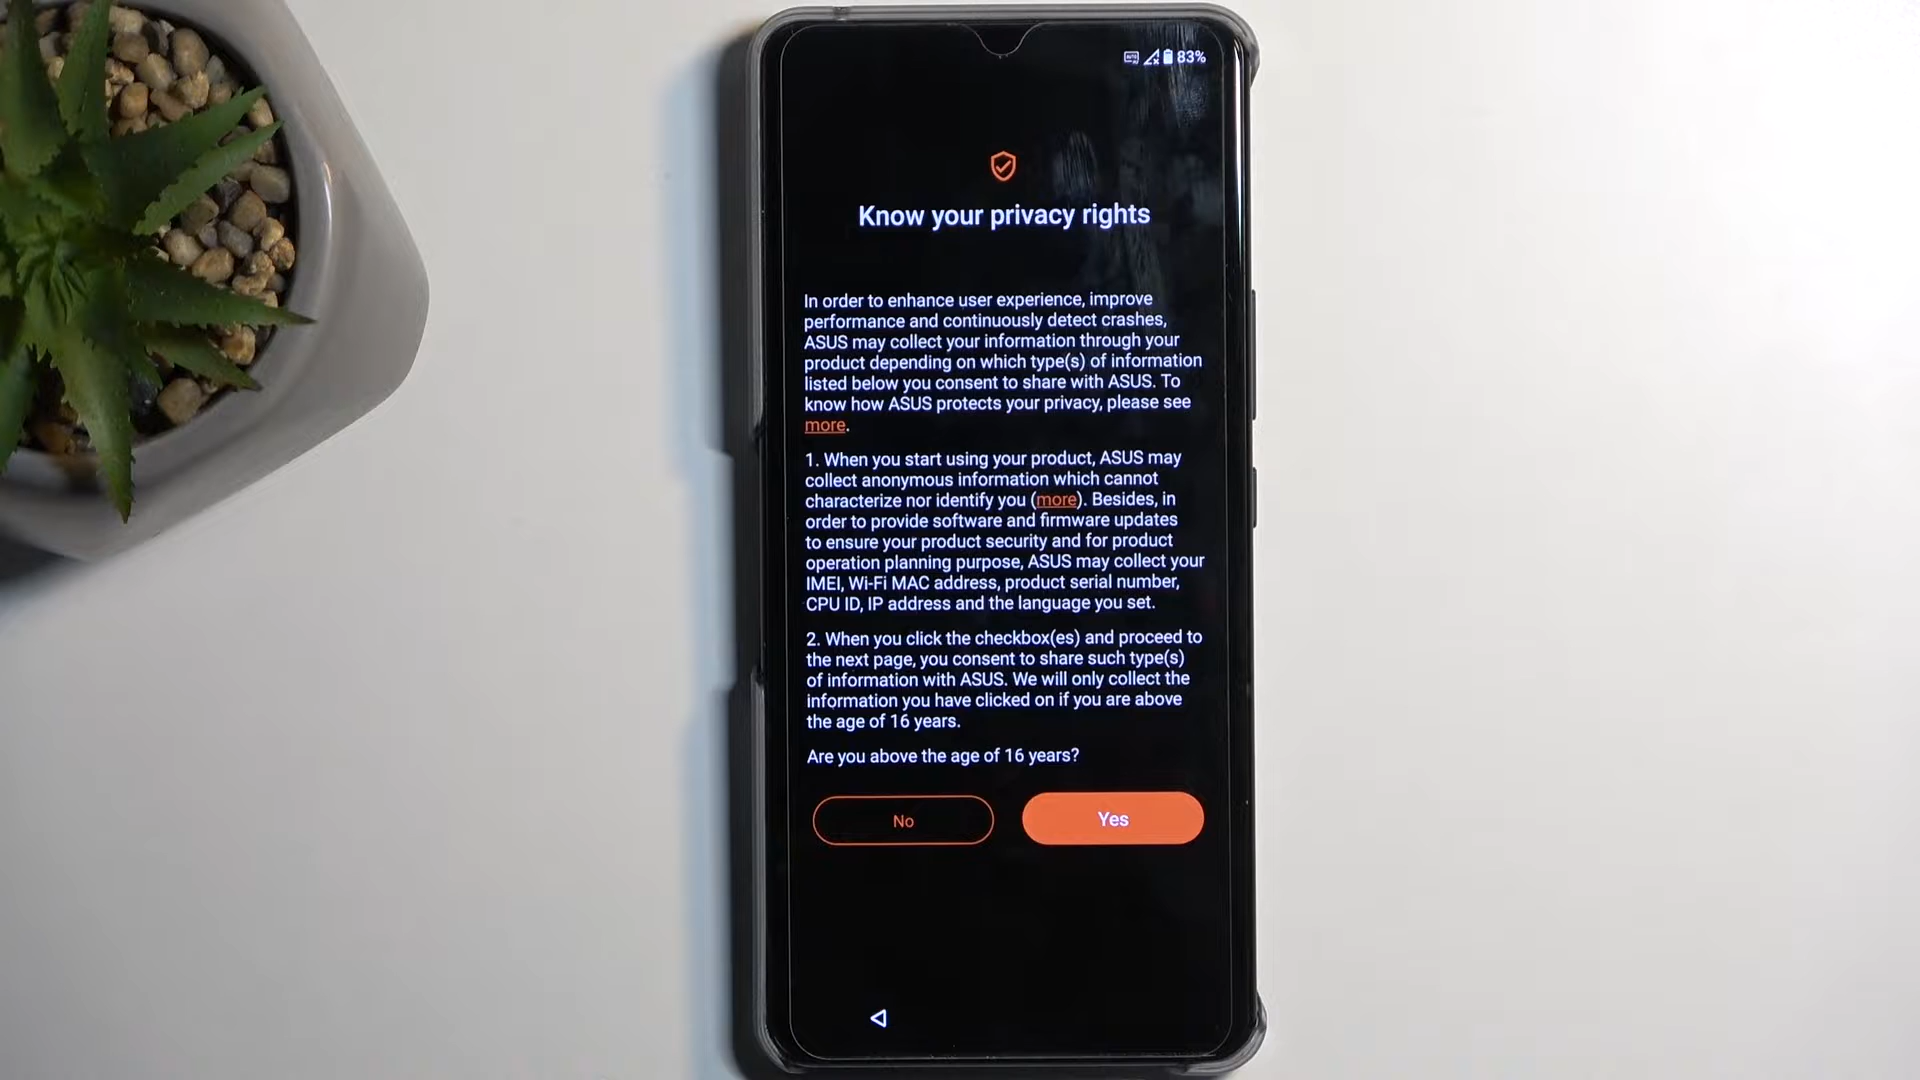 83%
Know your privacy rights
In order to enhance user experience, improve
performance and continuously detect crashes,
ASUS may collect your information through your
product depending on which type(s) of information
listed below you consent to share with ASUS. To
know how ASUS protects your privacy, please see
more.
1. When you start using your product, ASUS may
collect anonymous information which cannot
characterize nor identify you (more). Besides, in
order to provide software and firmware updates
to ensure your product security and for product
operation planning purpose, ASUS may collect your
IMEI, Wi-Fi MAC address, product serial number,
CPU ID, IP address and the language you set.
2. When you click the checkbox(es) and proceed to
the next page, you consent to share such type(s)
of information with ASUS. We will only collect the
information you have clicked on if you are above
the age of 16 years.
Are you above the age of 16 years?
No
Yes